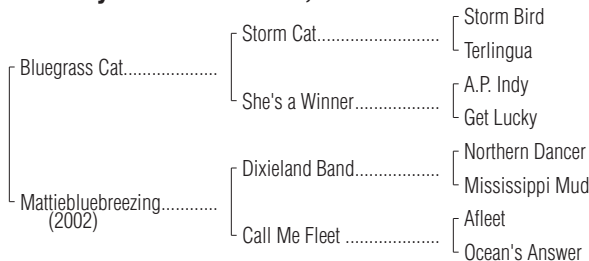 Storm Bird
Storm Cat..........................
Terlingua
Bluegrass Cat....................
A.P. Indy
She's a Winner..................
Get Lucky
Northern Dancer
Dixieland Band..................
Mississippi Mud
Mattiebluebreezing............
(2002)
Afleet
Call Me Fleet ....................
Ocean's Answer